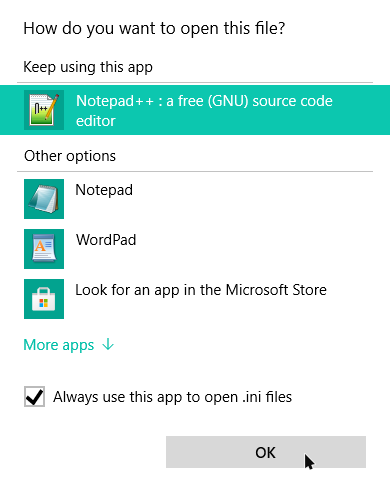 How do you want to open this file?
Keep using this app
Notepad++ : a free (GNU) source code
editor
Other options
Notepad
WordPad
Look for an app in the Microsoft Store
More apps
Always use this app to open .ini files
OK